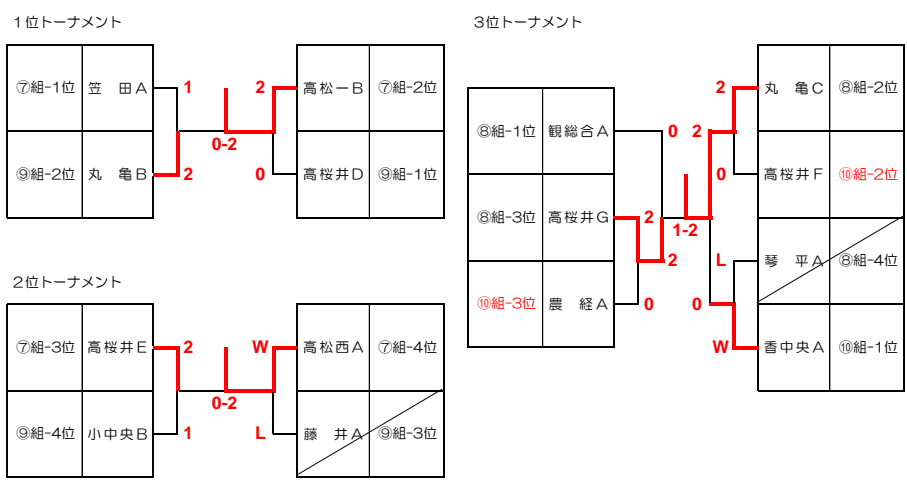 1位トーナメント
⑦組-1位 笠 田A 1
⑨組-2位 丸 亀B 2
0-2
2 高松一B ⑦組-2位
0 高桜井D ⑨組-1位
2位トーナメント
⑦組-3位 高桜井E 2
⑨組-4位 小中央B 1
0-2
W 高松西A ⑦組-4位
L 藤 井A ⑨組-3位
3位トーナメント
⑧組-1位 観総合A 0
⑧組-3位 高桜井G 2
2
⑩組-3位 農 経A 0
1-2
2 丸 亀C ⑧組-2位
2
0 高桜井F ⑩組-2位
L 琴 平A ⑧組-4位
0
W 香中央A ⑩組-1位